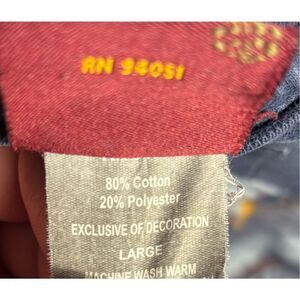 RN 94051
80% Cotton
20% Polyester
EXCLUSIVE OF DECORATION
LARGE
MACHINE WASH WARM